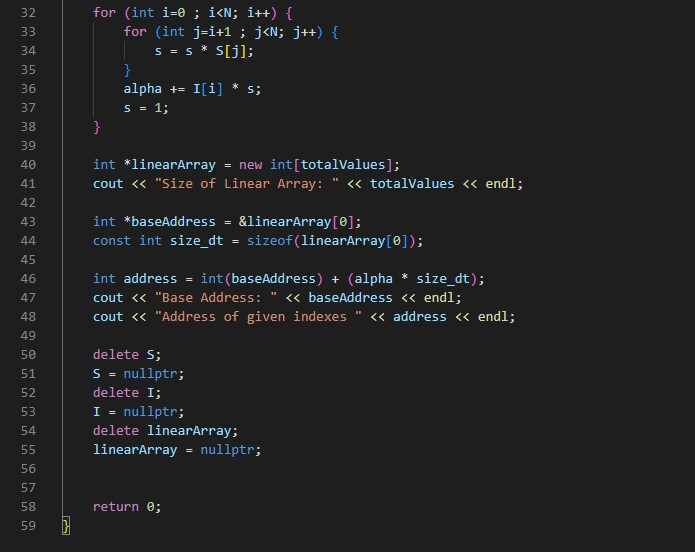 32 for (int i=0 ; i<N; i++) {
33 for (int j=i+1 ; j<N; j++) {
34 s = s * S[j];
35 }
36 alpha += I[i] * s;
37 s = 1;
38 }
39
40 int *linearArray = new int[totalValues];
41 cout << "Size of Linear Array: " << totalValues << endl;
42
43 int *baseAddress = &linearArray[0];
44 const int size_dt = sizeof(linearArray[0]);
45
46 int address = int(baseAddress) + (alpha * size_dt);
47 cout << "Base Address: " << baseAddress << endl;
48 cout << "Address of given indexes " << address << endl;
49
50 delete S;
51 S = nullptr;
52 delete I;
53 I = nullptr;
54 delete linearArray;
55 linearArray = nullptr;
56
57
58 return 0;
59 }